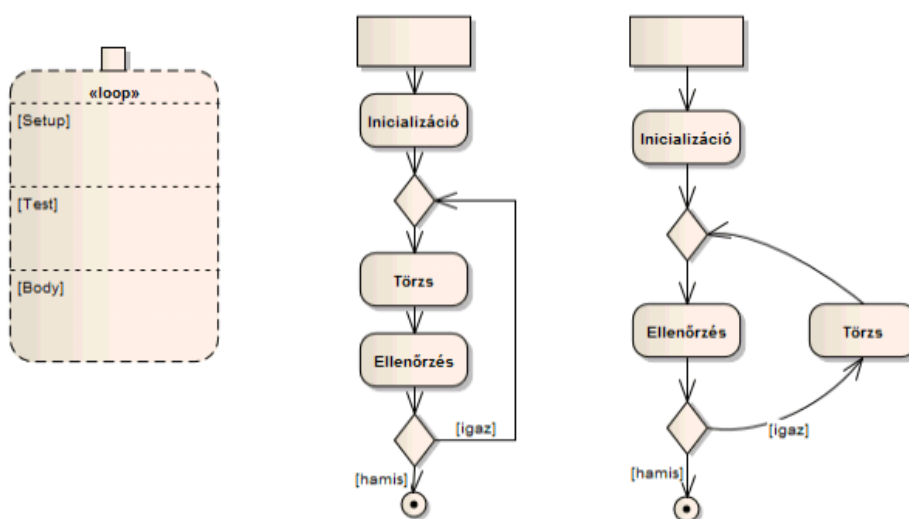 «loop»
[Setup]
[Test]
[Body]
Inicializáció
Törzs
Ellenőrzés
[igaz]
[hamis]
Inicializáció
Ellenőrzés
Törzs
[igaz]
[hamis]